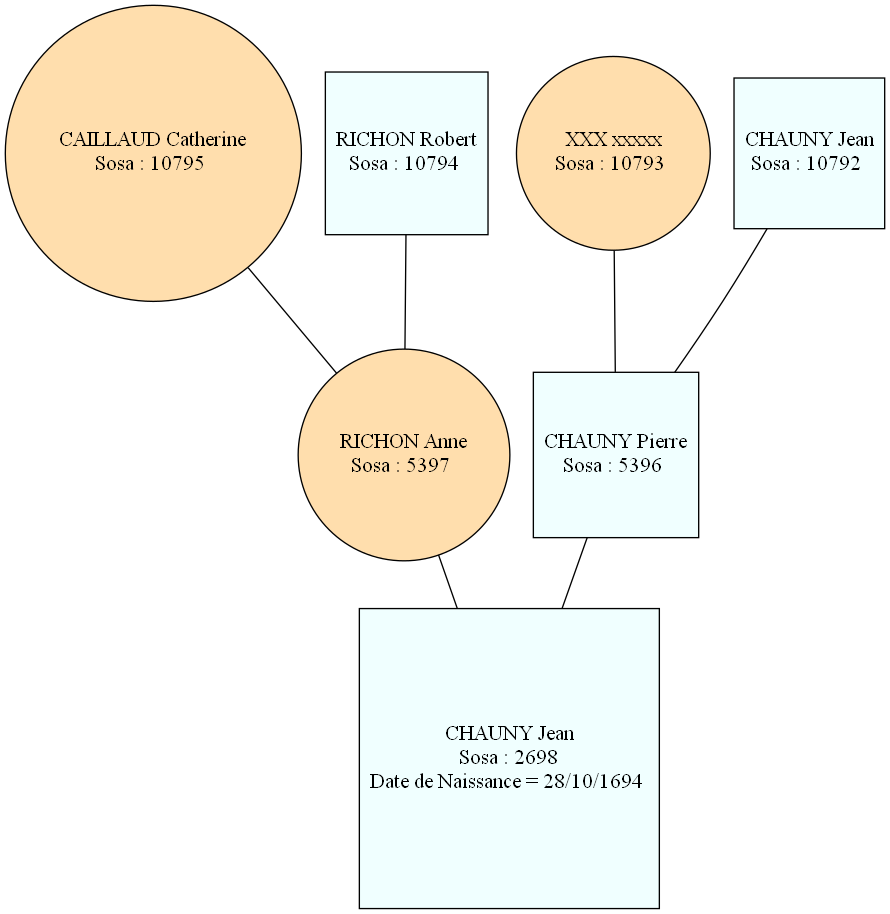 CAILLAUD Catherine
Sosa : 10795
RICHON Robert
Sosa : 10794
XXX xxxxx
Sosa : 10793
CHAUNY Jean
Sosa : 10792
RICHON Anne
Sosa : 5397
CHAUNY Pierre
Sosa : 5396
CHAUNY Jean
Sosa : 2698
Date de Naissance = 28/10/1694